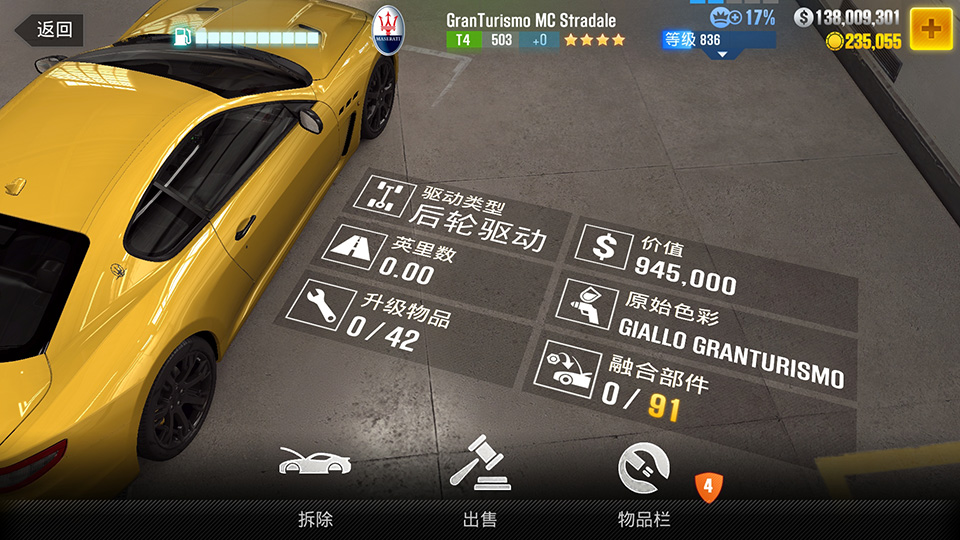 返回
MASERATI
GranTurismo MC Stradale
T4 503 +0
等级 836
17%
$ 138,009,301
235,055
驱动类型
后轮驱动
英里数
0.00
升级物品
0/42
价值
945,000
原始色彩
GIALLO GRANTURISMO
融合部件
0/91
拆除
出售
物品栏
4